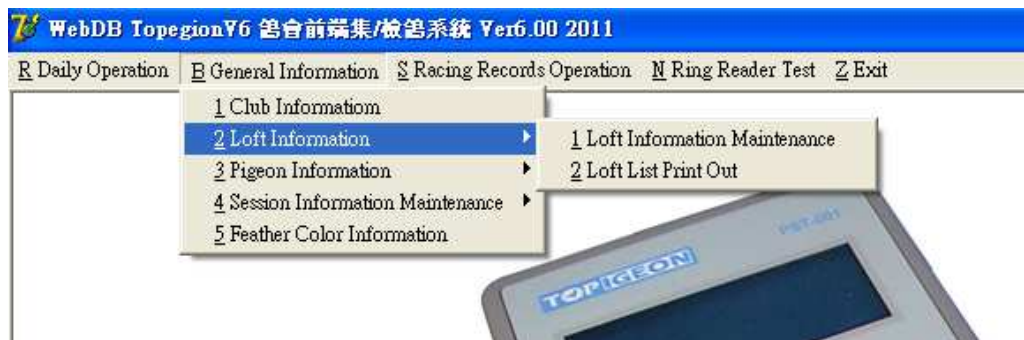 WebDB TopegionV6 鴿會前端集/檢鴿系統 Ver6.00 2011
R Daily Operation B General Information S Racing Records Operation N Ring Reader Test Z Exit
1 Club Informatiom
2 Loft Information
1 Loft Information Maintenance
2 Loft List Print Out
3 Pigeon Information
4 Session Information Maintenance
5 Feather Color Information
PST-001
TOPIGEON